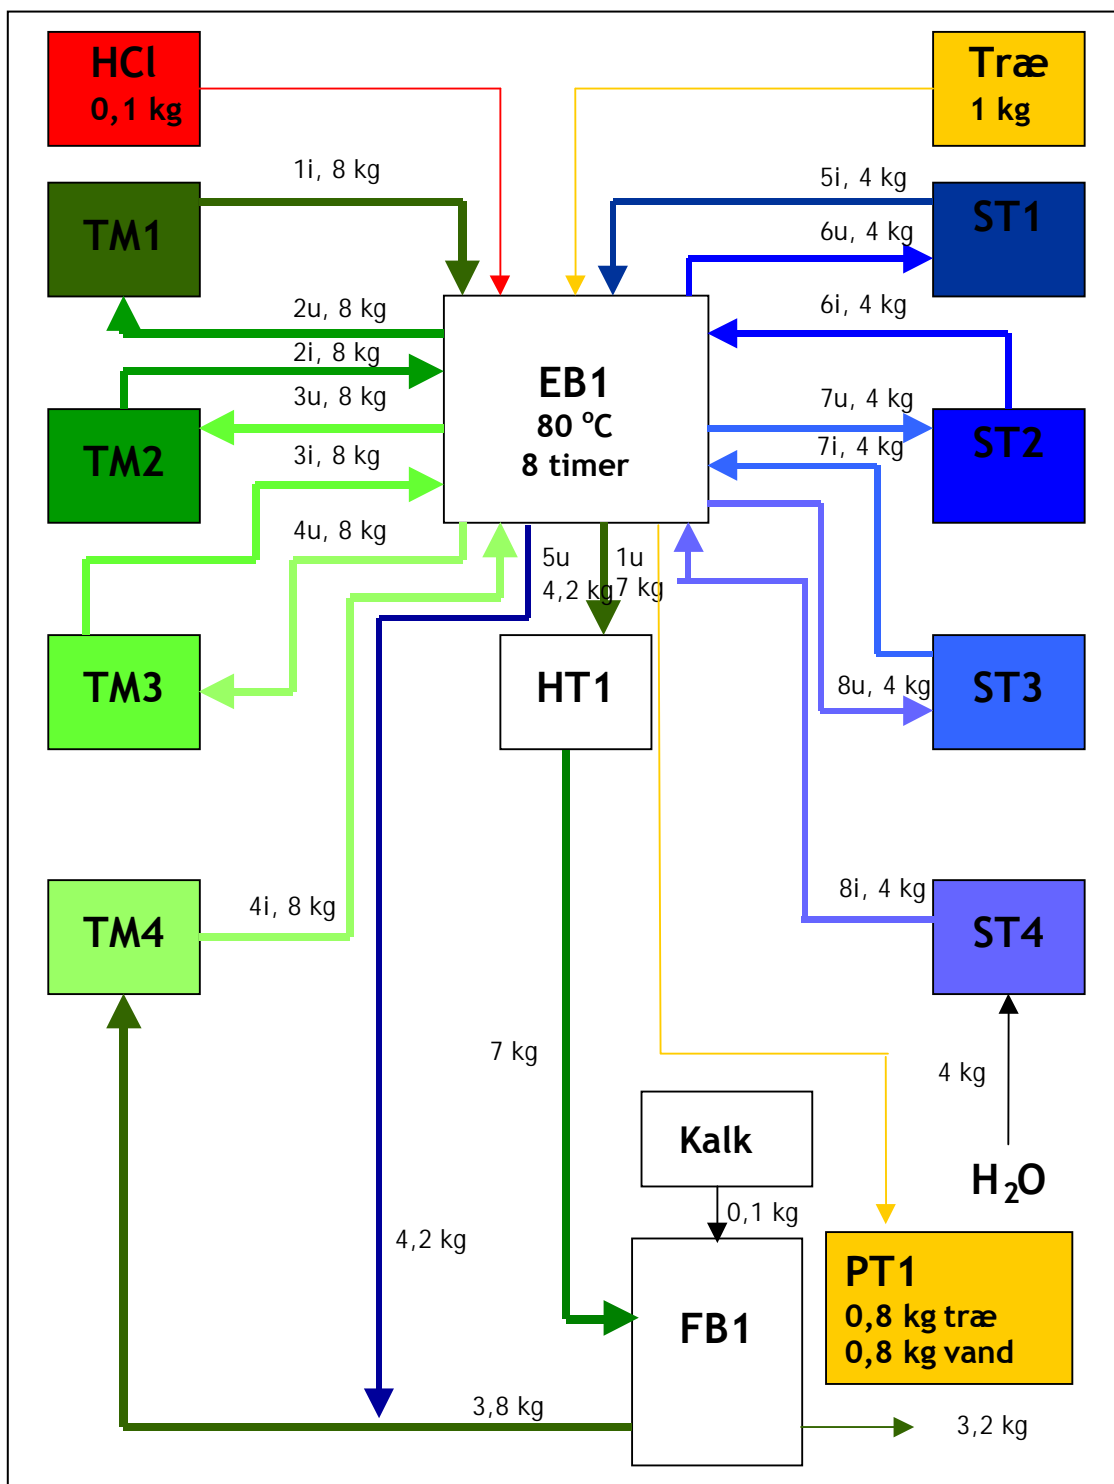 HCl
0,1 kg
Træ
1 kg
1i, 8 kg
5i, 4 kg
TM1
ST1
6u, 4 kg
2u, 8 kg
6i, 4 kg
2i, 8 kg
EB1
80 °C
8 timer
3u, 8 kg
7u, 4 kg
TM2
ST2
3i, 8 kg
7i, 4 kg
4u, 8 kg
5u
4,2 kg
1u
7 kg
TM3
HT1
8u, 4 kg
ST3
TM4
4i, 8 kg
8i, 4 kg
ST4
7 kg
4 kg
Kalk
H₂O
0,1 kg
4,2 kg
PT1
0,8 kg træ
0,8 kg vand
FB1
3,8 kg
3,2 kg